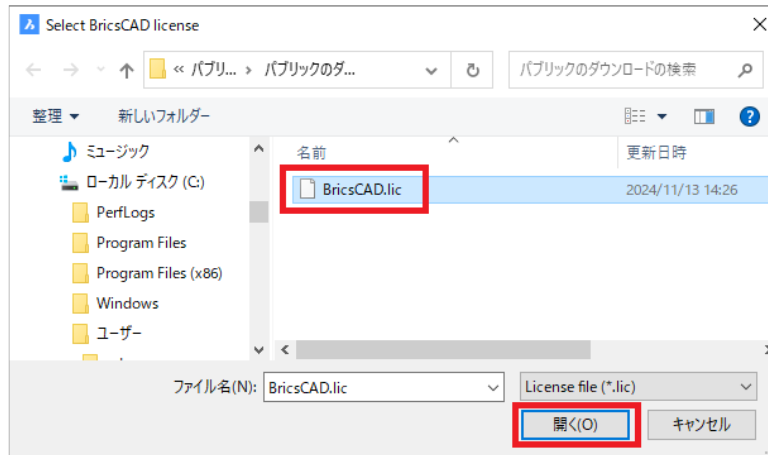 Select BricsCAD license
« パブリ... › パブリックのダ...
パブリックのダウンロードの検索
整理
新しいフォルダー
ミュージック
ローカル ディスク (C:)
PerfLogs
Program Files
Program Files (x86)
Windows
ユーザー
名前
更新日時
BricsCAD.lic
2024/11/13 14:26
ファイル名(N):
BricsCAD.lic
License file (*.lic)
開く(O)
キャンセル